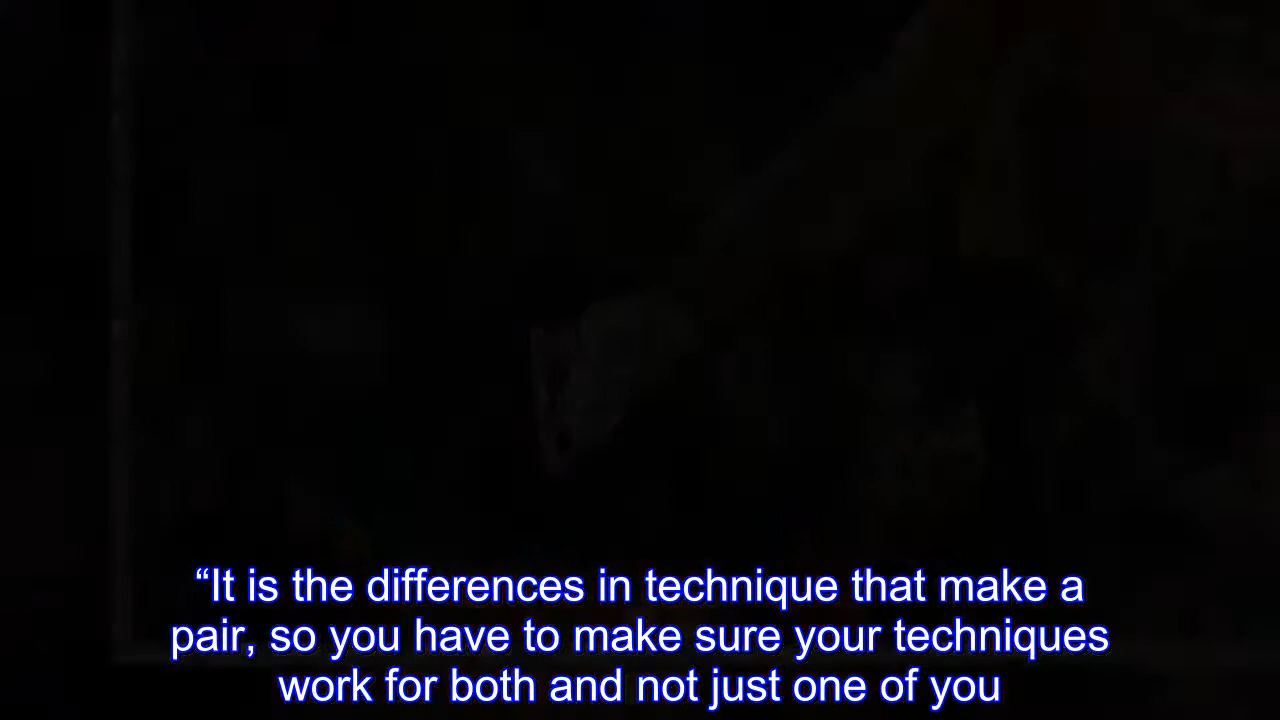 “It is the differences in technique that make a
pair, so you have to make sure your techniques
work for both and not just one of you